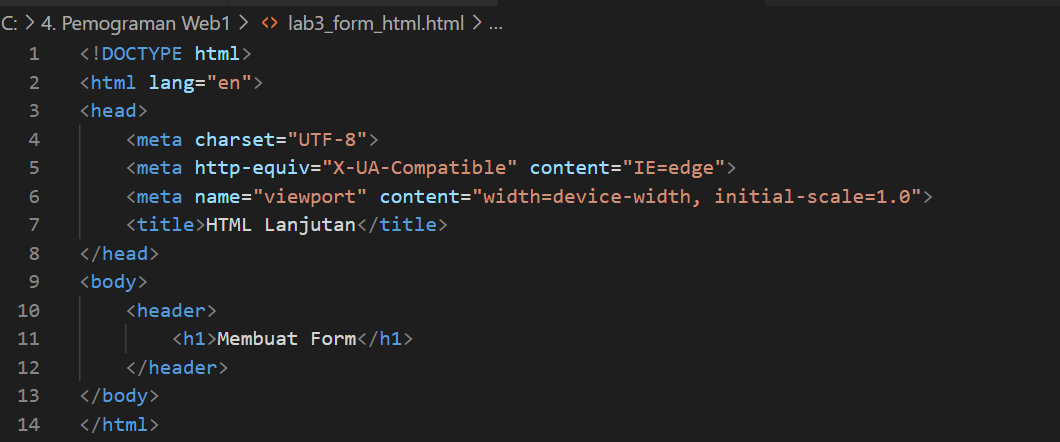 C: > 4. Pemograman Web1 > <> lab3_form_html.html > ...
1 <!DOCTYPE html>
2 <html lang="en">
3 <head>
4     <meta charset="UTF-8">
5     <meta http-equiv="X-UA-Compatible" content="IE=edge">
6     <meta name="viewport" content="width=device-width, initial-scale=1.0">
7     <title>HTML Lanjutan</title>
8 </head>
9 <body>
10     <header>
11         <h1>Membuat Form</h1>
12     </header>
13 </body>
14 </html>